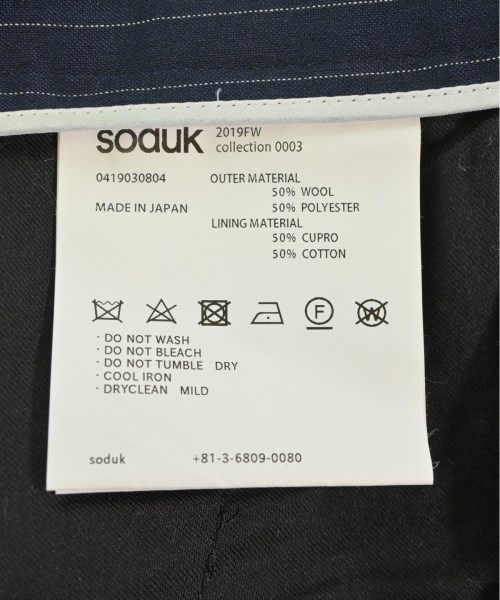 soduk 2019FW
collection 0003
0419030804 OUTER MATERIAL
50% WOOL
MADE IN JAPAN 50% POLYESTER
LINING MATERIAL
50% CUPRO
50% COTTON
F W
· DO NOT WASH
· DO NOT BLEACH
· DO NOT TUMBLE DRY
· COOL IRON
· DRYCLEAN MILD
soduk +81-3-6809-0080